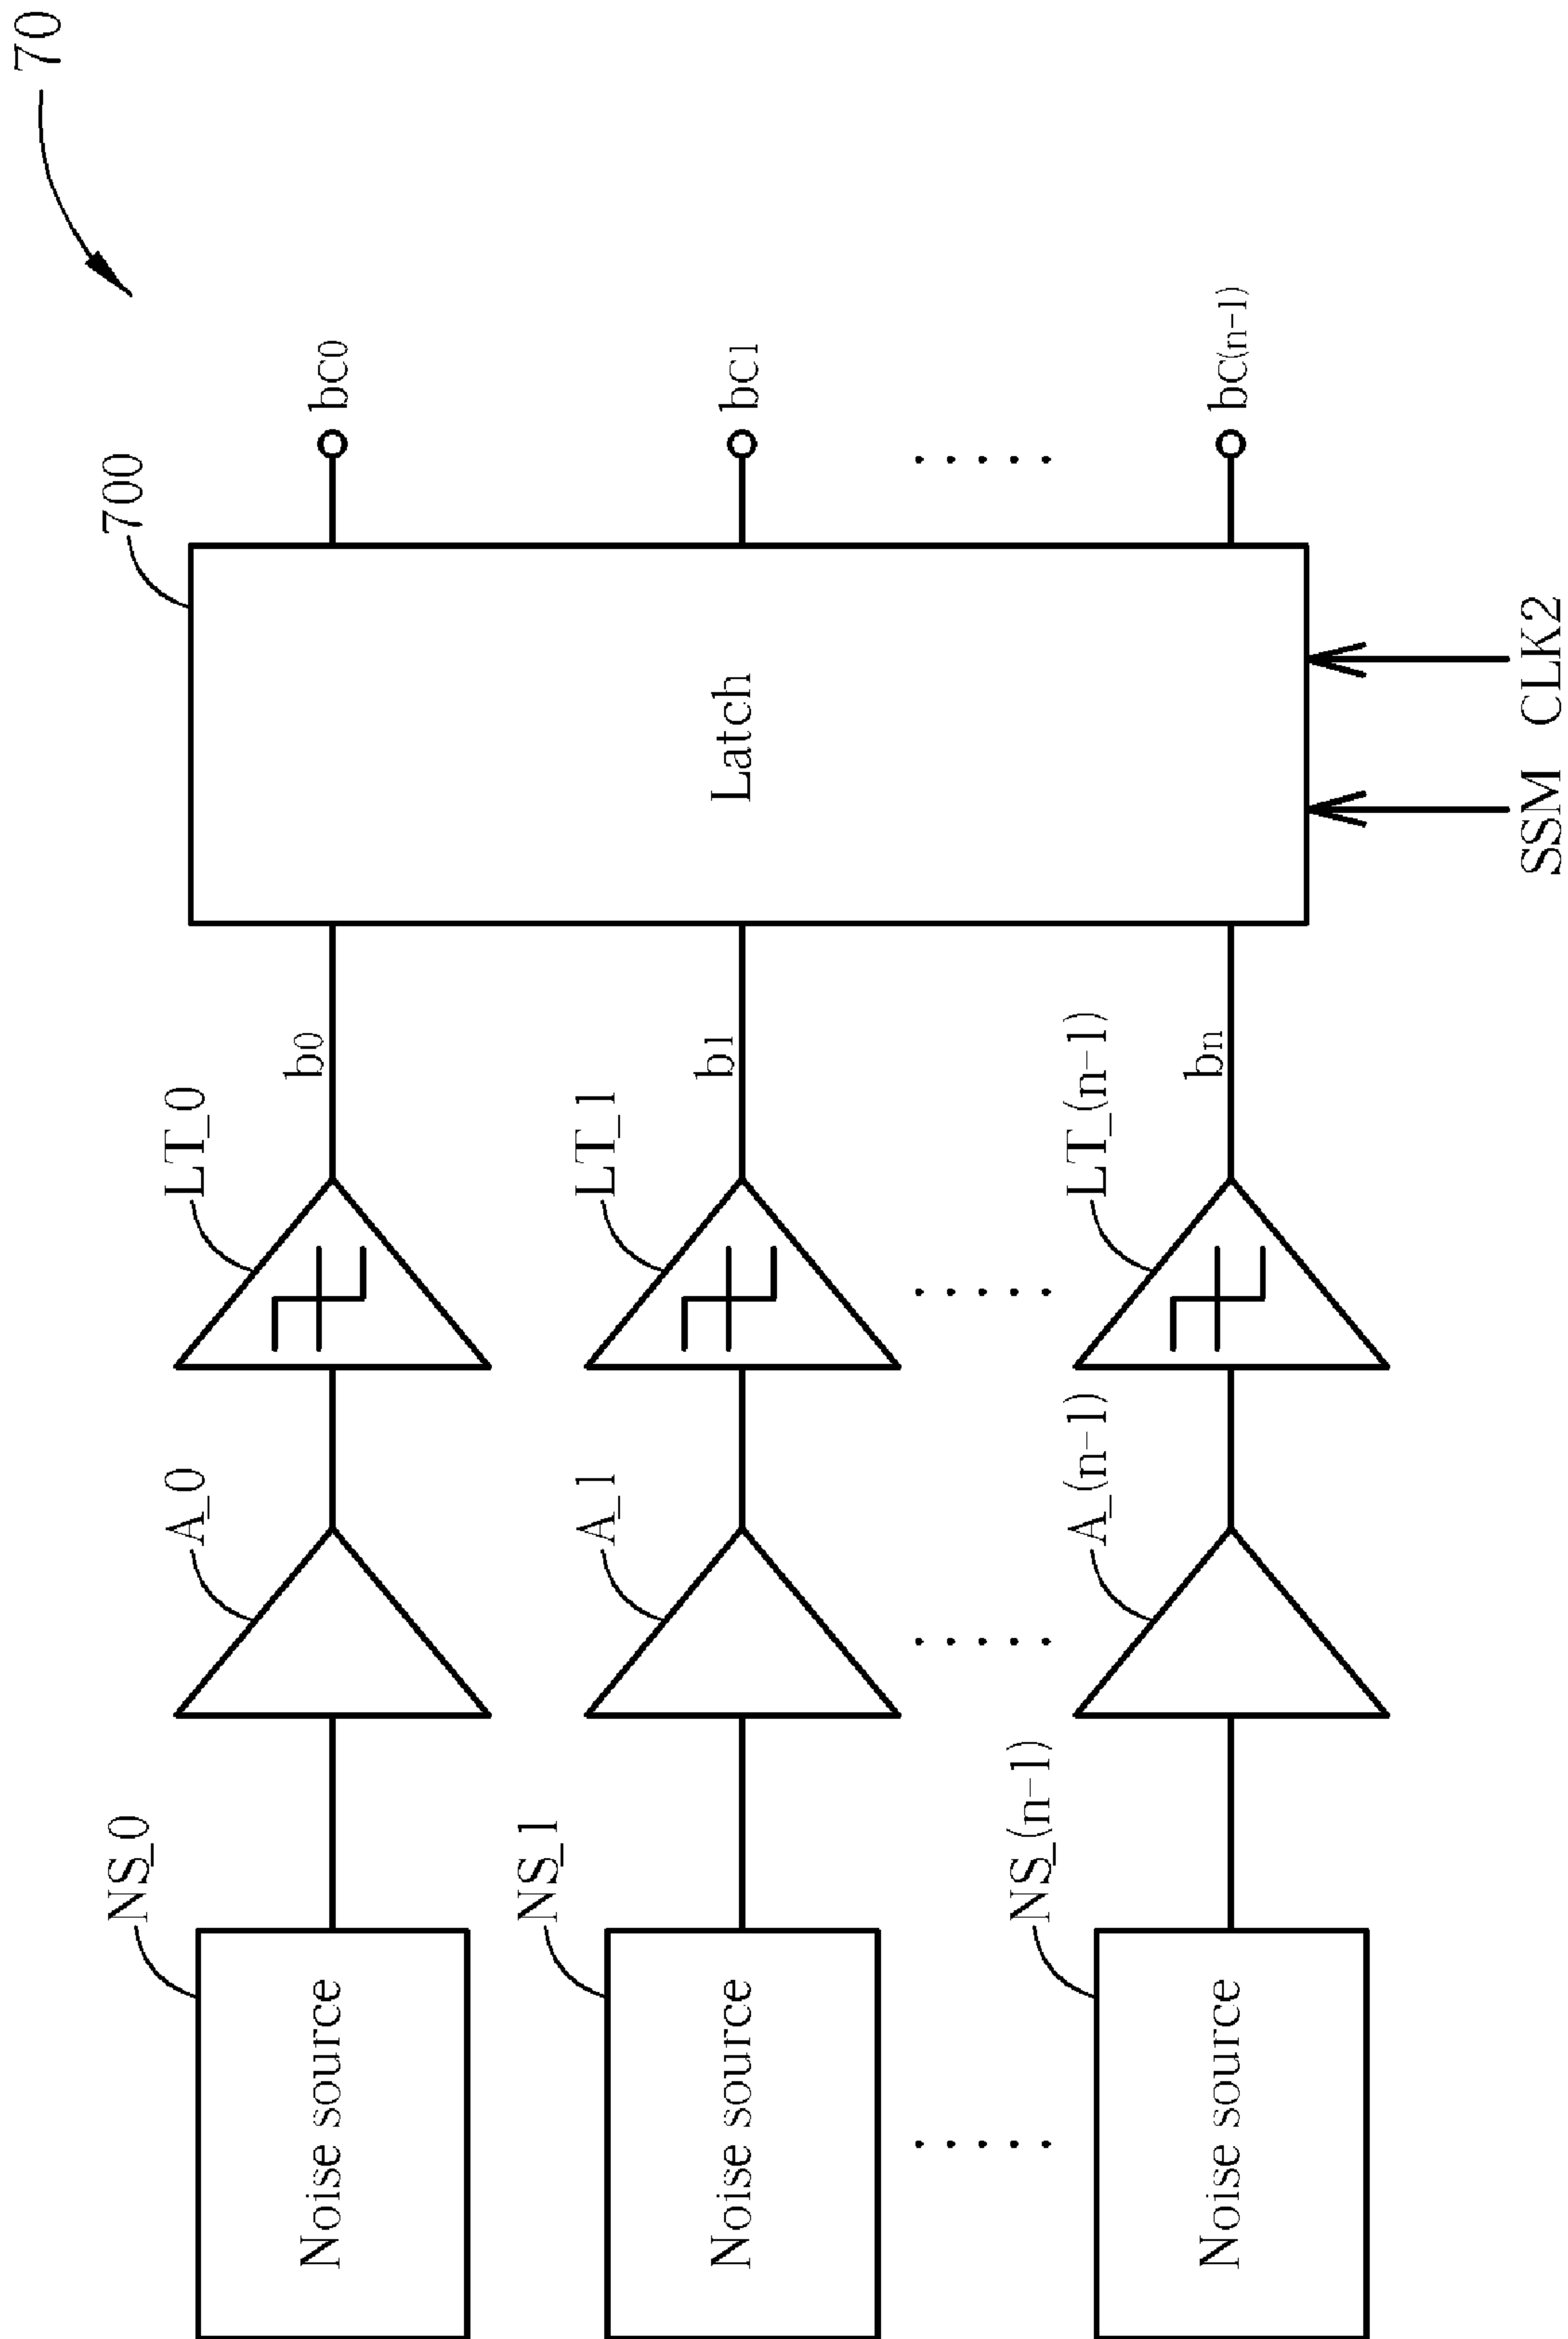 70
NS_0
Noise source
A_0
LT_0
b0
700
bC0
NS_1
Noise source
A_1
LT_1
b1
Latch
bC1
.....
.....
.....
.....
NS_(n-1)
Noise source
A_(n-1)
LT_(n-1)
bn
bC(n-1)
SSM CLK2